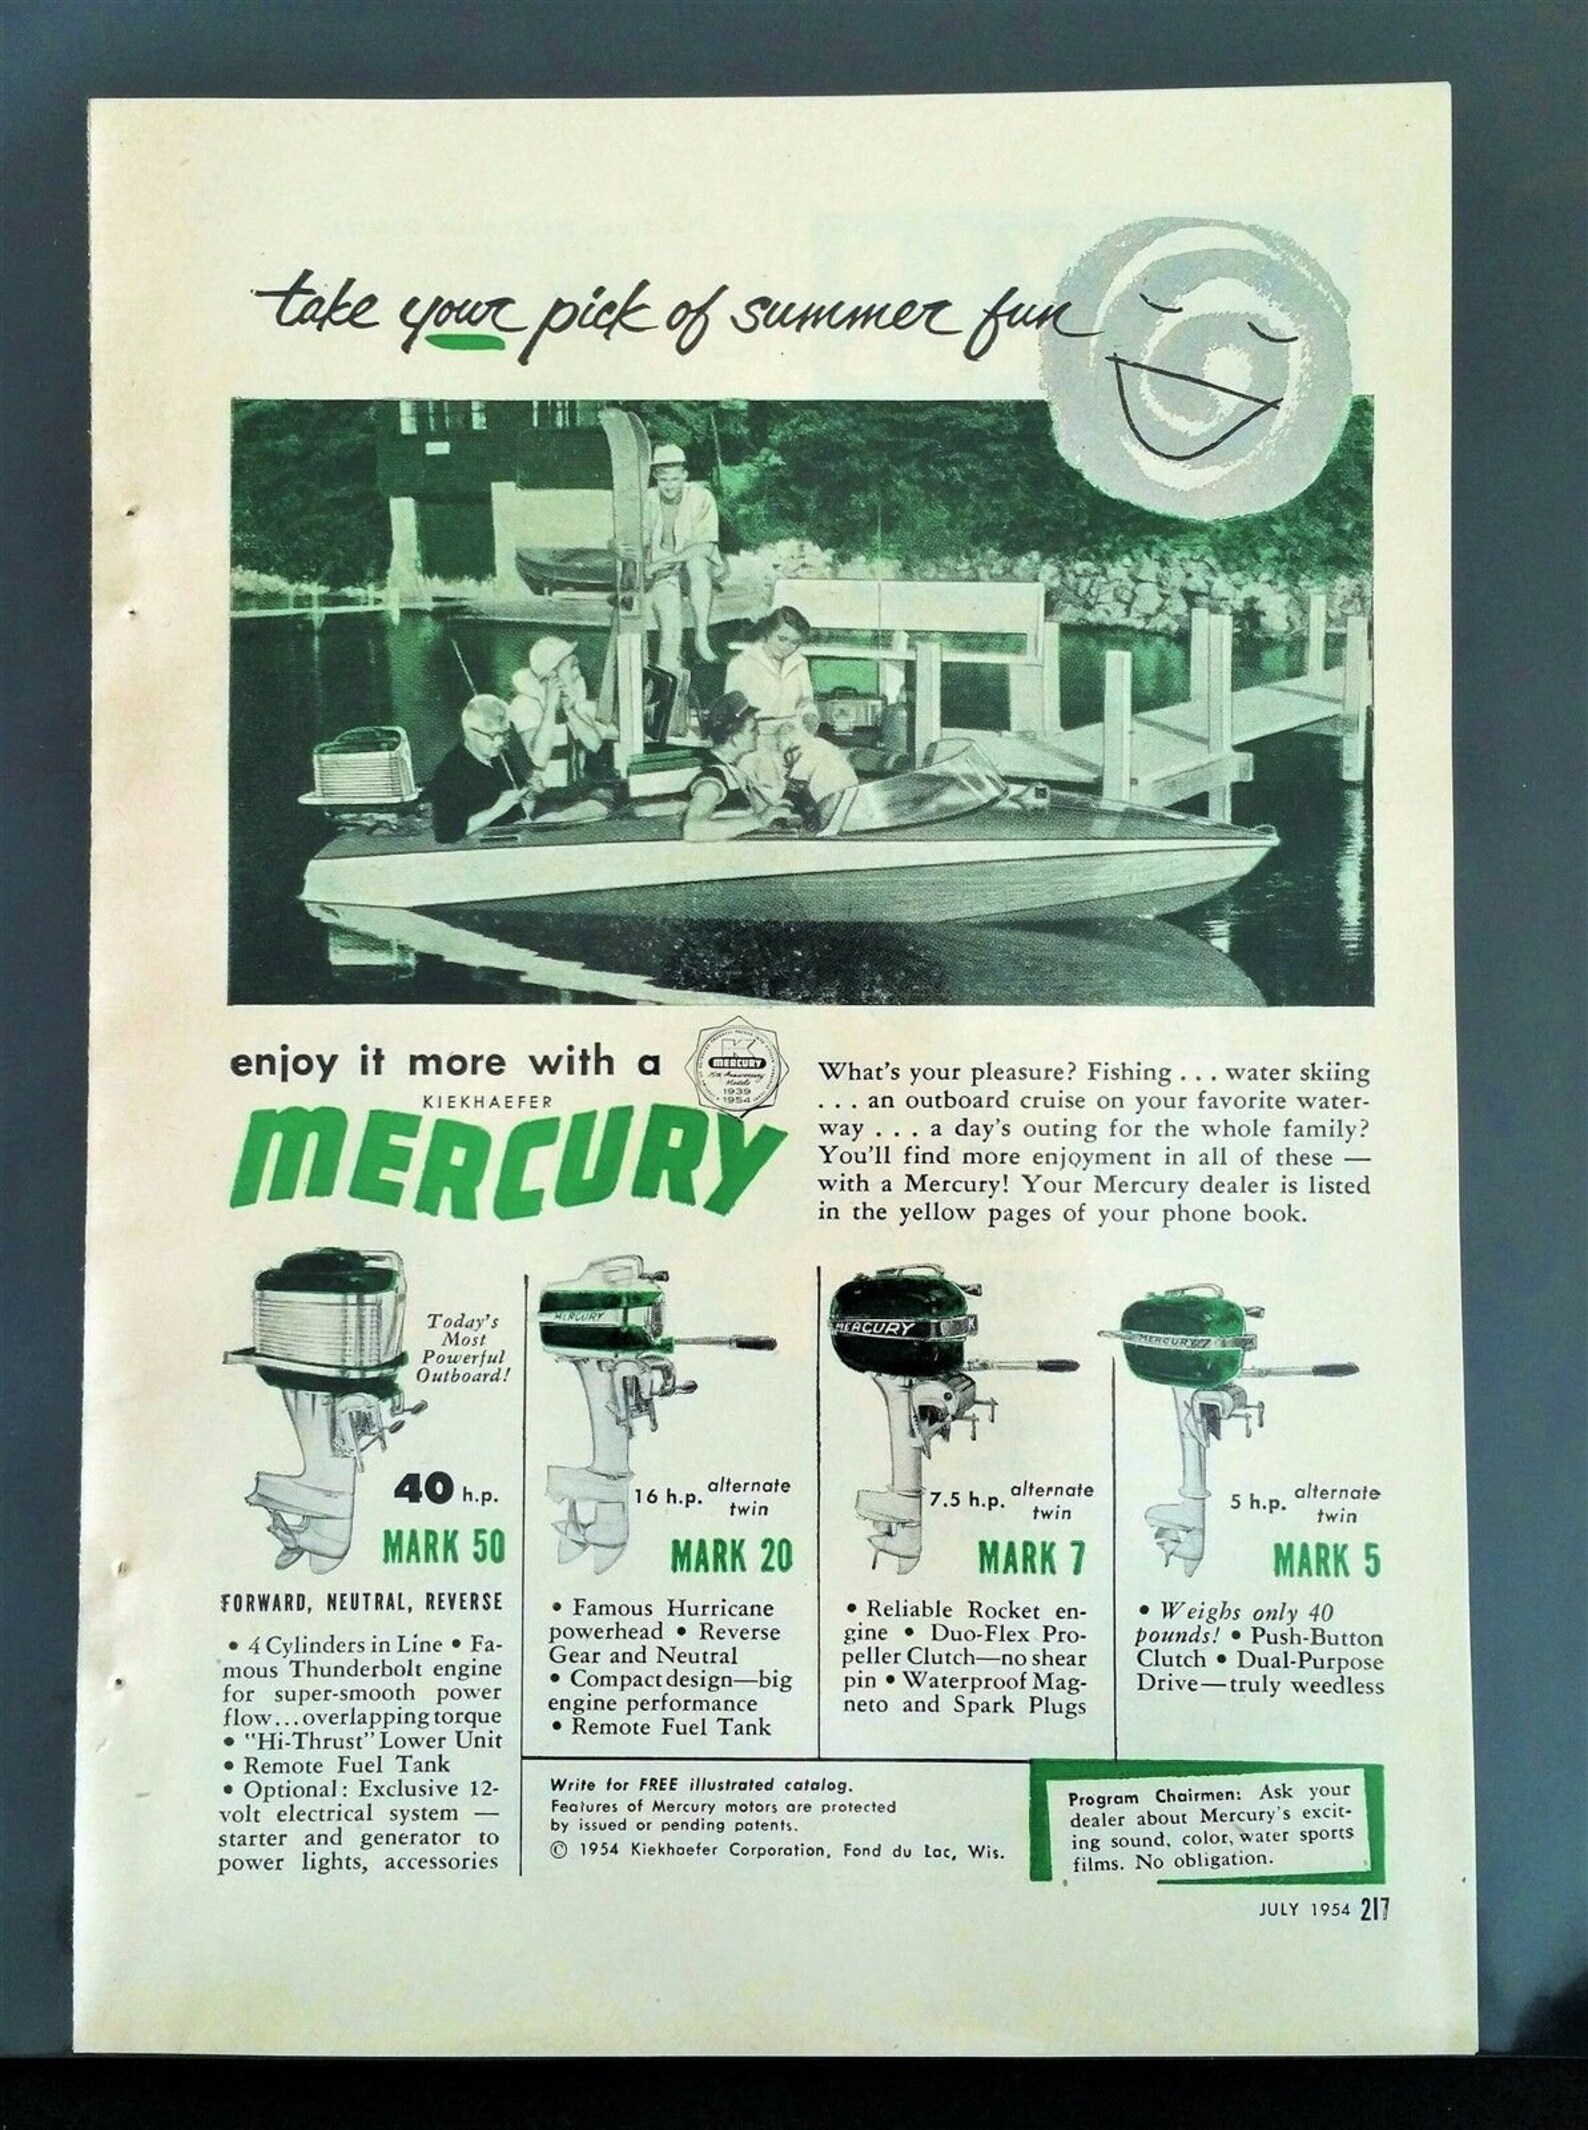 take your pick of summer fun
enjoy it more with a
KIEKHAEFER
MERCURY
K
MERCURY
15th Anniversary
Models
1939
1954
What's your pleasure? Fishing . . . water skiing
. . . an outboard cruise on your favorite water-
way . . . a day's outing for the whole family?
You'll find more enjoyment in all of these —
with a Mercury! Your Mercury dealer is listed
in the yellow pages of your phone book.
Today's
Most
Powerful
Outboard!
40 h.p.
MARK 50
FORWARD, NEUTRAL, REVERSE
• 4 Cylinders in Line • Fa-
mous Thunderbolt engine
for super-smooth power
flow...overlapping torque
• "Hi-Thrust" Lower Unit
• Remote Fuel Tank
• Optional: Exclusive 12-
volt electrical system —
starter and generator to
power lights, accessories
MERCURY
16 h.p. alternate
twin
MARK 20
• Famous Hurricane
powerhead • Reverse
Gear and Neutral
• Compact design—big
engine performance
• Remote Fuel Tank
MERCURY
K
7.5 h.p. alternate
twin
MARK 7
• Reliable Rocket en-
gine • Duo-Flex Pro-
peller Clutch—no shear
pin • Waterproof Mag-
neto and Spark Plugs
MERCURY
5 h.p. alternate
twin
MARK 5
• Weighs only 40
pounds! • Push-Button
Clutch • Dual-Purpose
Drive—truly weedless
Write for FREE illustrated catalog.
Features of Mercury motors are protected
by issued or pending patents.
© 1954 Kiekhaefer Corporation, Fond du Lac, Wis.
Program Chairmen: Ask your
dealer about Mercury's excit-
ing sound, color, water sports
films. No obligation.
JULY 1954 217